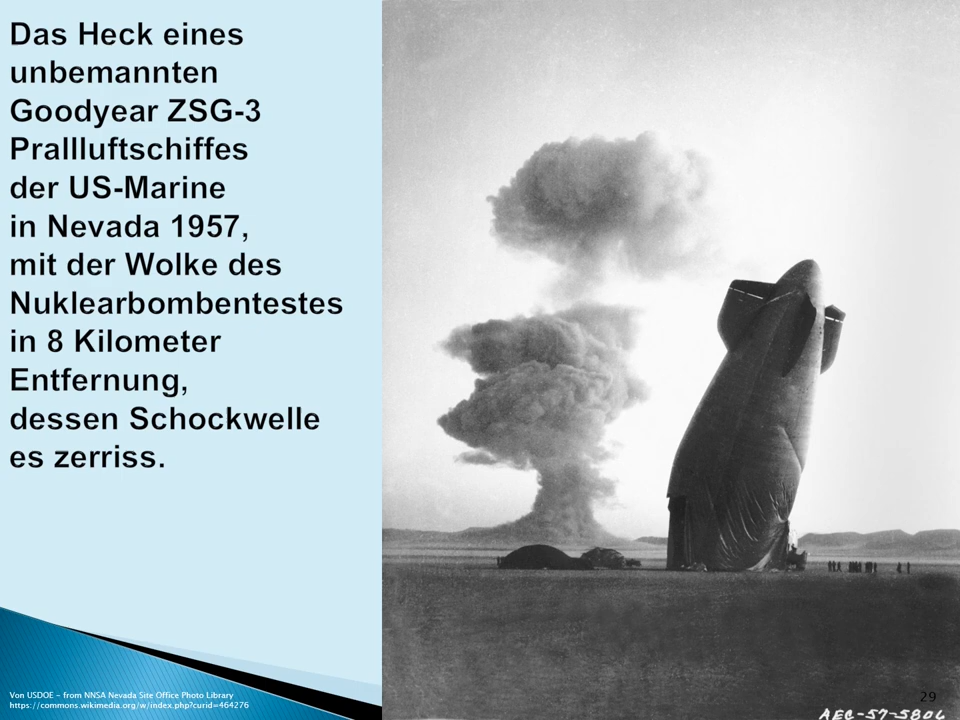 Das Heck eines
unbemannten
Goodyear ZSG-3
Prallluftschiffes
der US-Marine
in Nevada 1957,
mit der Wolke des
Nuklearbombentestes
in 8 Kilometer
Entfernung,
dessen Schockwelle
es zerriss.
Von USDOE - from NNSA Nevada Site Office Photo Library
https://commons.wikimedia.org/w/index.php?curid=464276
29
AEC-57-5806